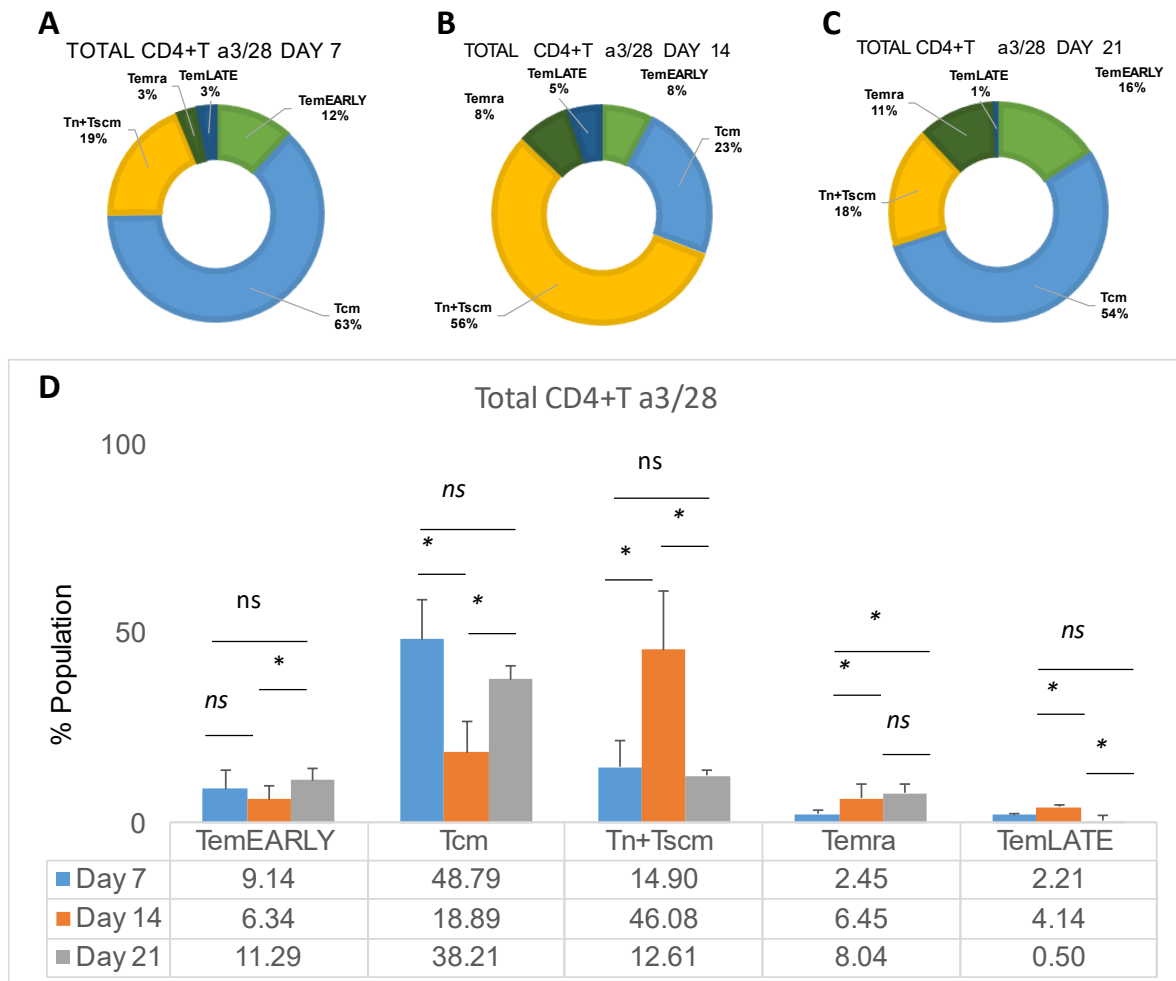 A
TOTAL CD4+T a3/28 DAY 7
Temra
3%
TemLATE
3%
TemEARLY
12%
Tn+Tscm
19%
Tcm
63%
B
TOTAL CD4+T a3/28 DAY 14
TemLATE
5%
TemEARLY
8%
Temra
8%
Tcm
23%
Tn+Tscm
56%
C
TOTAL CD4+T a3/28 DAY 21
TemLATE
1%
TemEARLY
16%
Temra
11%
Tn+Tscm
18%
Tcm
54%
D
Total CD4+T a3/28
% Population
100
50
0
ns
ns
*
ns
*
*
ns
*
*
*
*
ns
ns
*
*
TemEARLY Tcm Tn+Tscm Temra TemLATE
Day 7 9.14 48.79 14.90 2.45 2.21
Day 14 6.34 18.89 46.08 6.45 4.14
Day 21 11.29 38.21 12.61 8.04 0.50